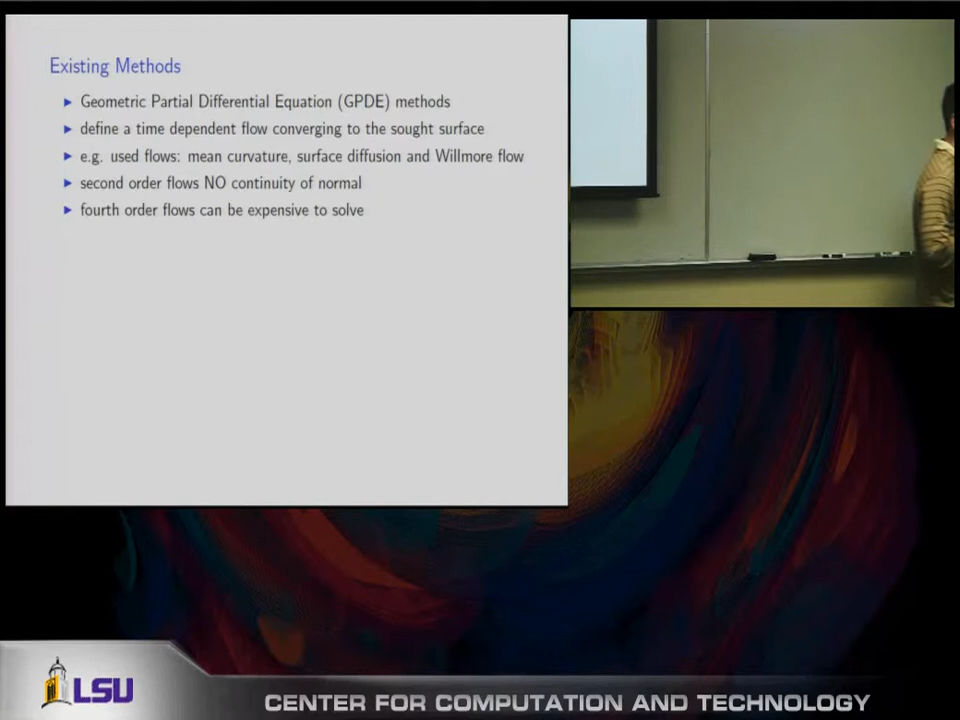 Existing Methods
Geometric Partial Differential Equation (GPDE) methods
define a time dependent flow converging to the sought surface
e.g. used flows: mean curvature, surface diffusion and Willmore flow
second order flows NO continuity of normal
fourth order flows can be expensive to solve
LSU
CENTER FOR COMPUTATION AND TECHNOLOGY